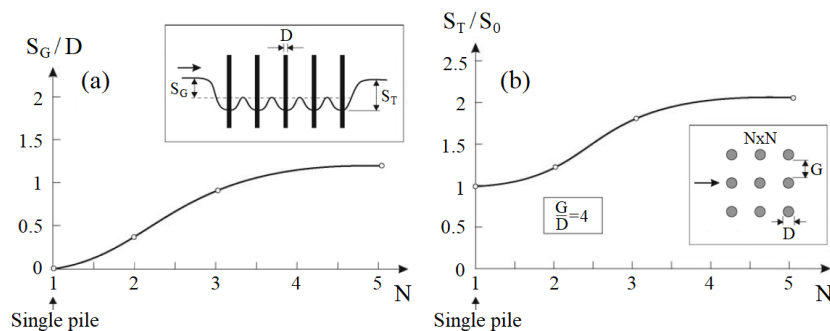 S_G/D
(a)
D
S_G
S_T
2
1.5
1
0.5
0
1 2 3 4 5 N
Single pile
S_T/S_0
(b)
2.5
2
1.5
1
0.5
0
NxN
G
D
G/D=4
1 2 3 4 5 N
Single pile